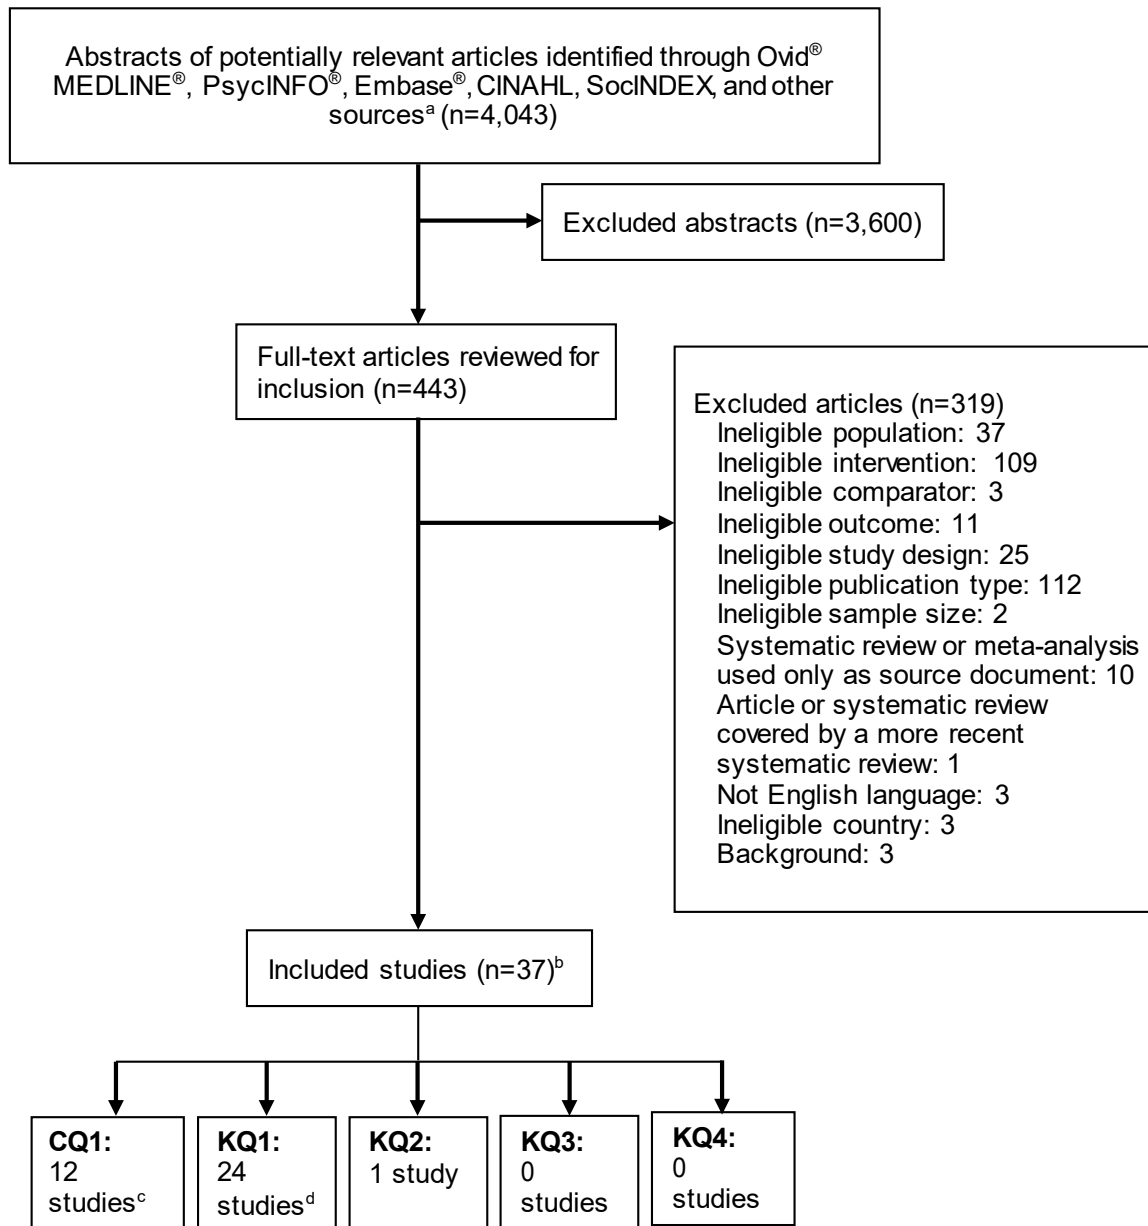 Abstracts of potentially relevant articles identified through Ovid®
MEDLINE®, PsycINFO®, Embase®, CINAHL, SocINDEX, and other
sourcesᵃ (n=4,043)
Excluded abstracts (n=3,600)
Full-text articles reviewed for
inclusion (n=443)
Excluded articles (n=319)
Ineligible population: 37
Ineligible intervention: 109
Ineligible comparator: 3
Ineligible outcome: 11
Ineligible study design: 25
Ineligible publication type: 112
Ineligible sample size: 2
Systematic review or meta-analysis
used only as source document: 10
Article or systematic review
covered by a more recent
systematic review: 1
Not English language: 3
Ineligible country: 3
Background: 3
Included studies (n=37)ᵇ
CQ1:
12
studiesᶜ
KQ1:
24
studiesᵈ
KQ2:
1 study
KQ3:
0
studies
KQ4:
0
studies